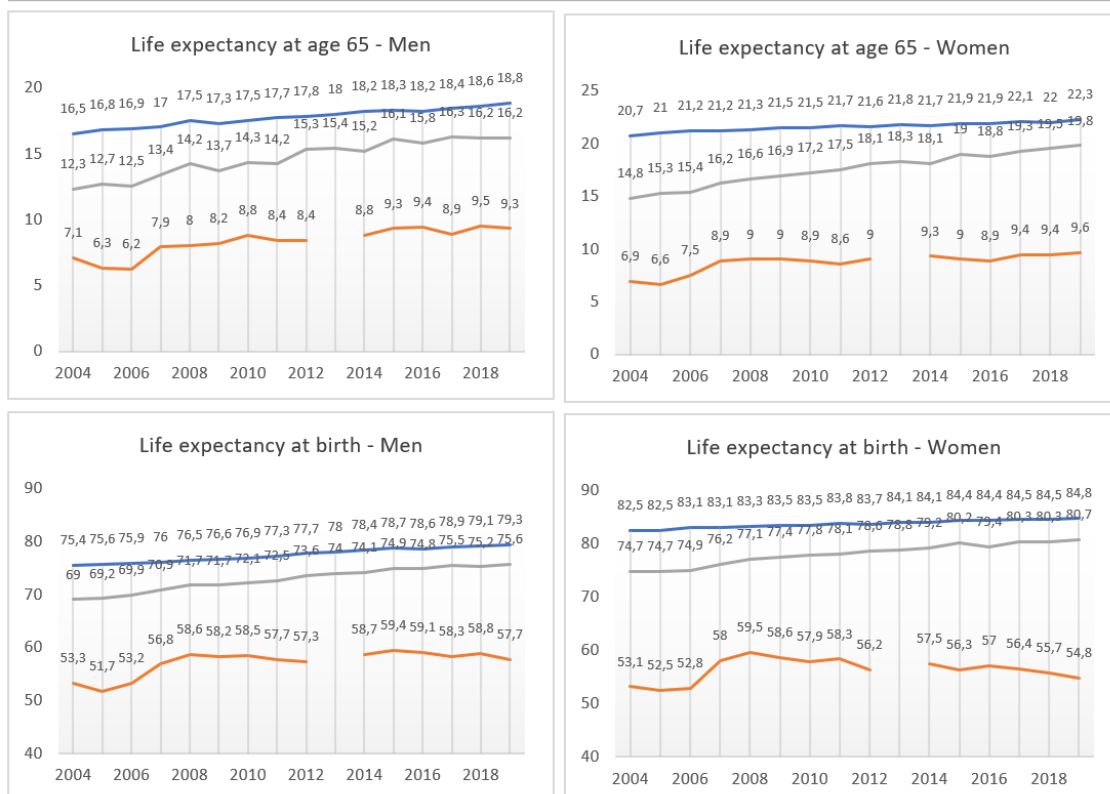 Life expectancy at age 65 - Men
20
15
10
5
0
16,5 16,8 16,9 17 17,5 17,3 17,5 17,7 17,8 18 18,2 18,3 18,2 18,4 18,6 18,8
12,3 12,7 12,5 13,4 14,2 13,7 14,3 14,2 15,3 15,4 15,2 16,1 15,8 16,3 16,2 16,2
7,1 6,3 6,2 7,9 8 8,2 8,8 8,4 8,4 8,8 9,3 9,4 8,9 9,5 9,3
2004 2006 2008 2010 2012 2014 2016 2018
Life expectancy at age 65 - Women
25
20
15
10
5
0
20,7 21 21,2 21,2 21,3 21,5 21,5 21,7 21,6 21,8 21,7 21,9 21,9 22,1 22 22,3
14,8 15,3 15,4 16,2 16,6 16,9 17,2 17,5 18,1 18,3 18,1 19 18,8 19,3 19,5 19,8
6,9 6,6 7,5 8,9 9 9 8,9 8,6 9 9,3 9 8,9 9,4 9,4 9,6
2004 2006 2008 2010 2012 2014 2016 2018
Life expectancy at birth - Men
90
80
70
60
50
40
75,4 75,6 75,9 76 76,5 76,6 76,9 77,3 77,7 78 78,4 78,7 78,6 78,9 79,1 79,3
69 69,2 69,9 70,9 71,7 71,7 72,1 72,5 73,6 74 74,1 74,9 74,8 75,5 75,2 75,6
53,3 51,7 53,2 56,8 58,6 58,2 58,5 57,7 57,3 58,7 59,4 59,1 58,3 58,8 57,7
2004 2006 2008 2010 2012 2014 2016 2018
Life expectancy at birth - Women
90
80
70
60
50
40
82,5 82,5 83,1 83,1 83,3 83,5 83,5 83,8 83,7 84,1 84,1 84,4 84,4 84,5 84,5 84,8
74,7 74,7 74,9 76,2 77,1 77,4 77,8 78,1 78,6 78,8 79,2 80,2 79,4 80,3 80,3 80,7
53,1 52,5 52,8 58 59,5 58,6 57,9 58,3 56,2 57,5 56,3 57 56,4 55,7 54,8
2004 2006 2008 2010 2012 2014 2016 2018